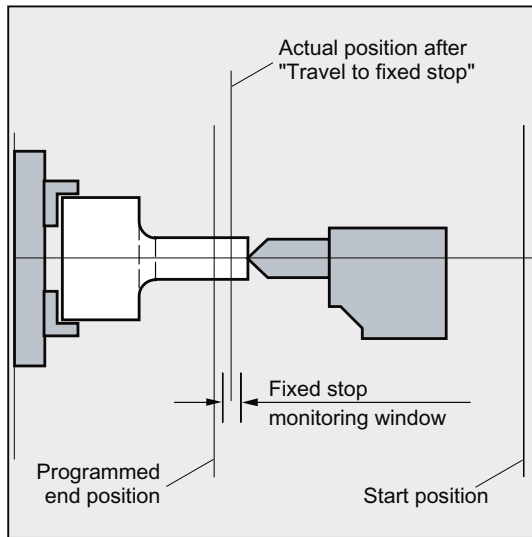 Actual position after
"Travel to fixed stop"
Fixed stop
monitoring window
Programmed
end position
Start position